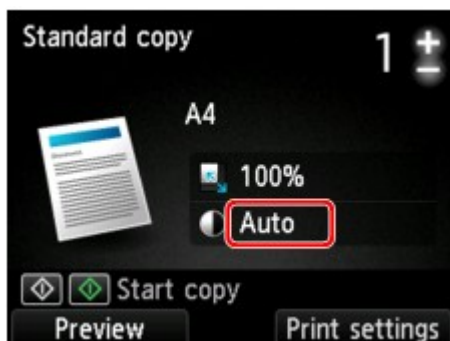 Standard copy
1 + −
A4
100%
Auto
Start copy
Preview
Print settings